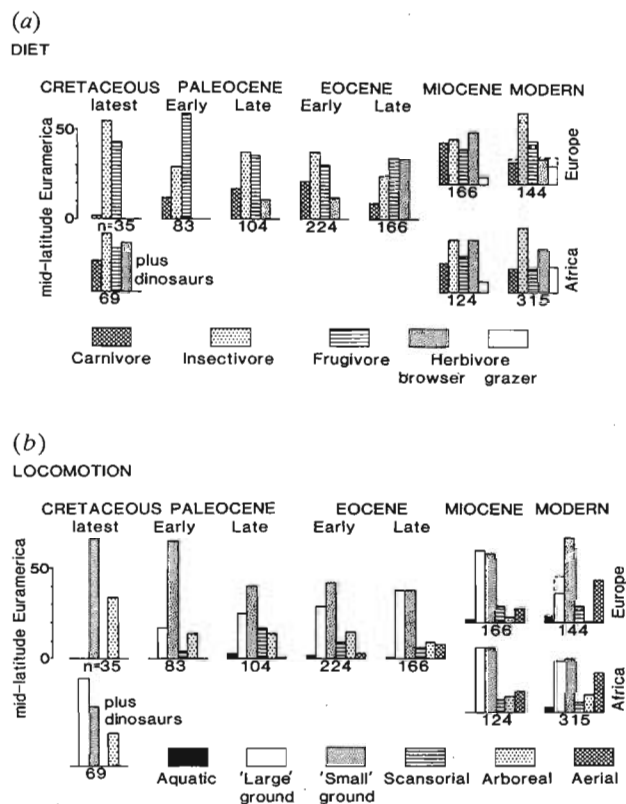 (a)
DIET
CRETACEOUS PALEOCENE EOCENE MIOCENE MODERN
latest Early Late Early Late
50
0
mid-latitude Euramerica
n=35 83 104 224 166 166 144
Europe
plus
dinosaurs
69 124 315
Africa
Carnivore Insectivore Frugivore Herbivore
browser grazer
(b)
LOCOMOTION
CRETACEOUS PALEOCENE EOCENE MIOCENE MODERN
latest Early Late Early Late
50
0
mid-latitude Euramerica
n=35 83 104 224 166 166 144
Europe
plus
dinosaurs
69 124 315
Africa
Aquatic 'Large' 'Small' Scansorial Arboreal Aerial
ground ground